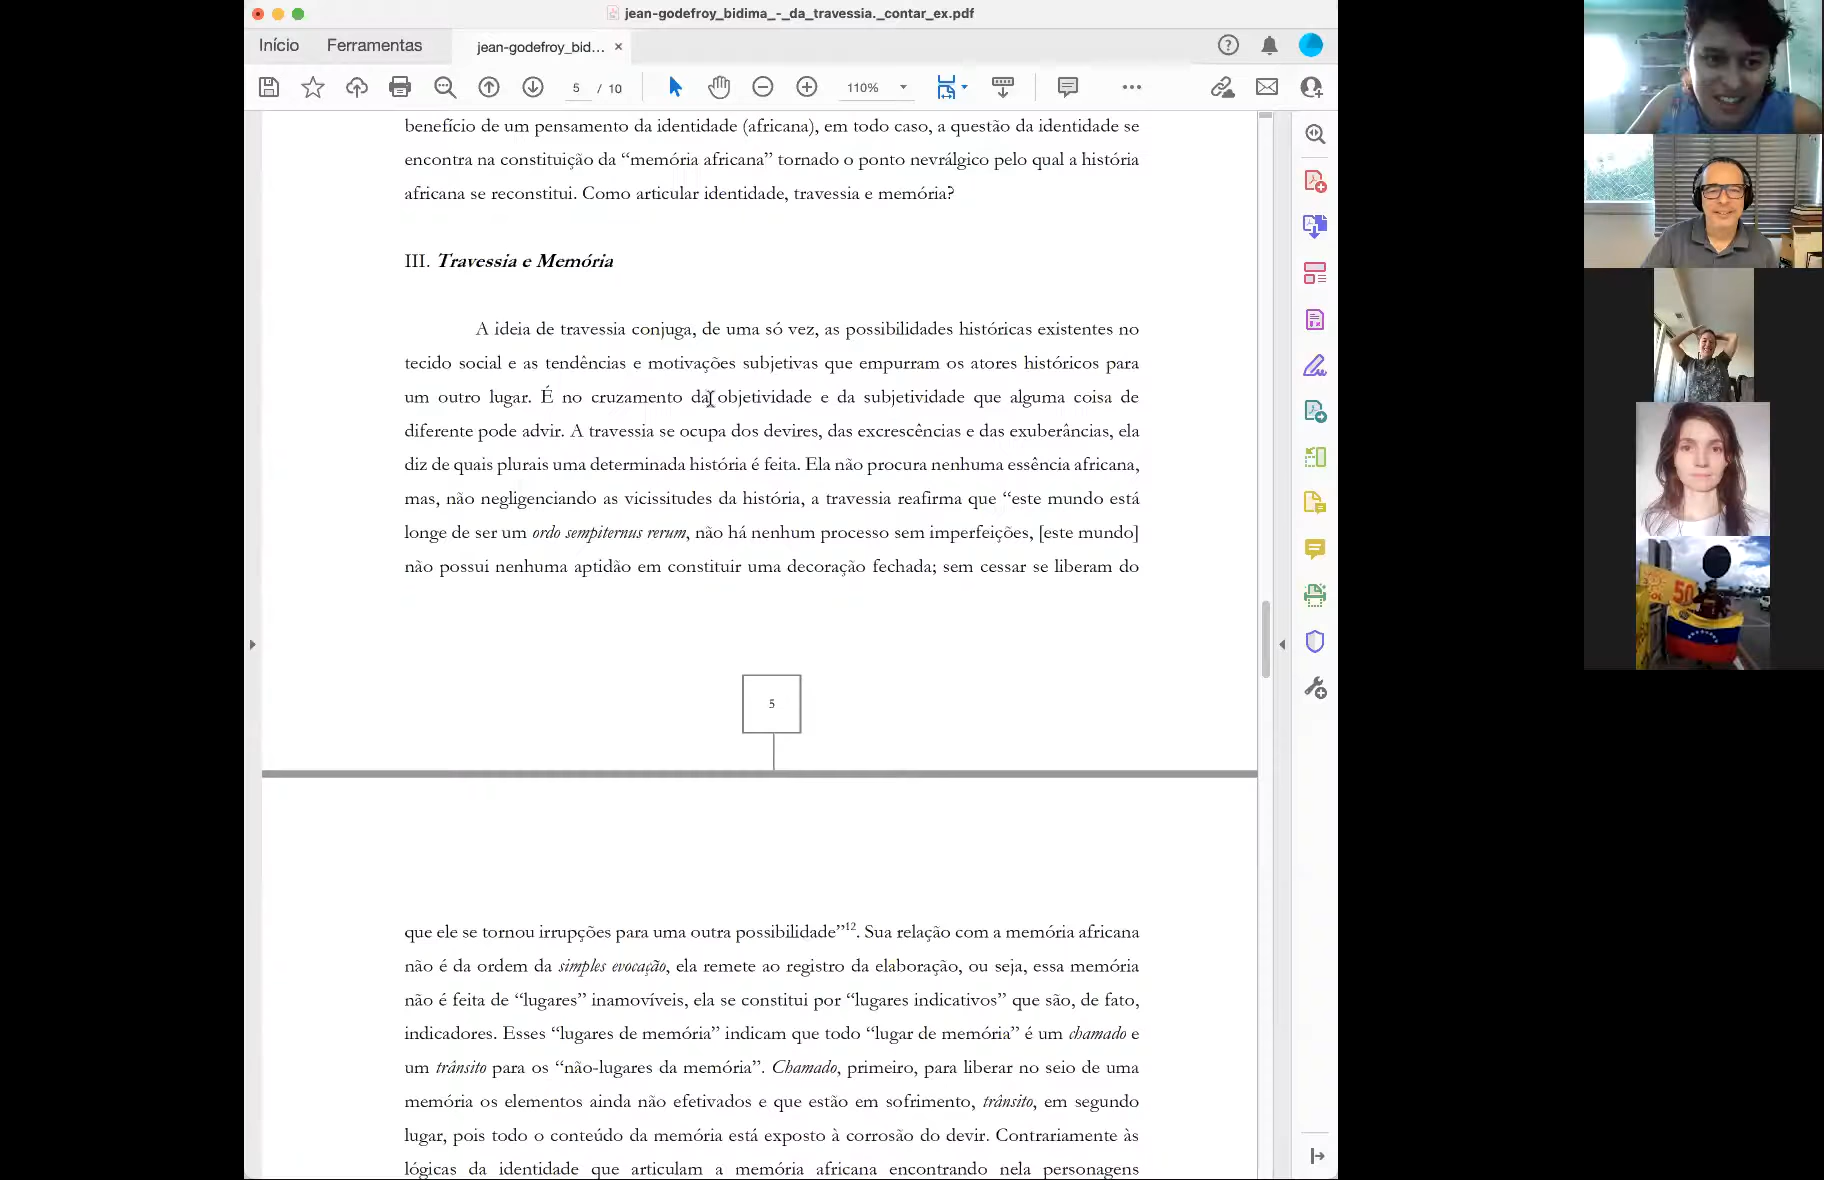 jean-godefroy_bidima_-_da_travessia._contar_ex.pdf
Início Ferramentas jean-godefroy_bid... ×
5 / 10 110%
benefício de um pensamento da identidade (africana), em todo caso, a questão da identidade se
encontra na constituição da “memória africana” tornado o ponto nevrálgico pelo qual a história
africana se reconstitui. Como articular identidade, travessia e memória?
III. Travessia e Memória
A ideia de travessia conjuga, de uma só vez, as possibilidades históricas existentes no
tecido social e as tendências e motivações subjetivas que empurram os atores históricos para
um outro lugar. É no cruzamento da objetividade e da subjetividade que alguma coisa de
diferente pode advir. A travessia se ocupa dos devires, das excrescências e das exuberâncias, ela
diz de quais plurais uma determinada história é feita. Ela não procura nenhuma essência africana,
mas, não negligenciando as vicissitudes da história, a travessia reafirma que “este mundo está
longe de ser um ordo sempiternus rerum, não há nenhum processo sem imperfeições, [este mundo]
não possui nenhuma aptidão em constituir uma decoração fechada; sem cessar se liberam do
5
que ele se tornou irrupções para uma outra possibilidade”12. Sua relação com a memória africana
não é da ordem da simples evocação, ela remete ao registro da elaboração, ou seja, essa memória
não é feita de “lugares” inamovíveis, ela se constitui por “lugares indicativos” que são, de fato,
indicadores. Esses “lugares de memória” indicam que todo “lugar de memória” é um chamado e
um trânsito para os “não-lugares da memória”. Chamado, primeiro, para liberar no seio de uma
memória os elementos ainda não efetivados e que estão em sofrimento, trânsito, em segundo
lugar, pois todo o conteúdo da memória está exposto à corrosão do devir. Contrariamente às
lógicas da identidade que articulam a memória africana encontrando nela personagens
50